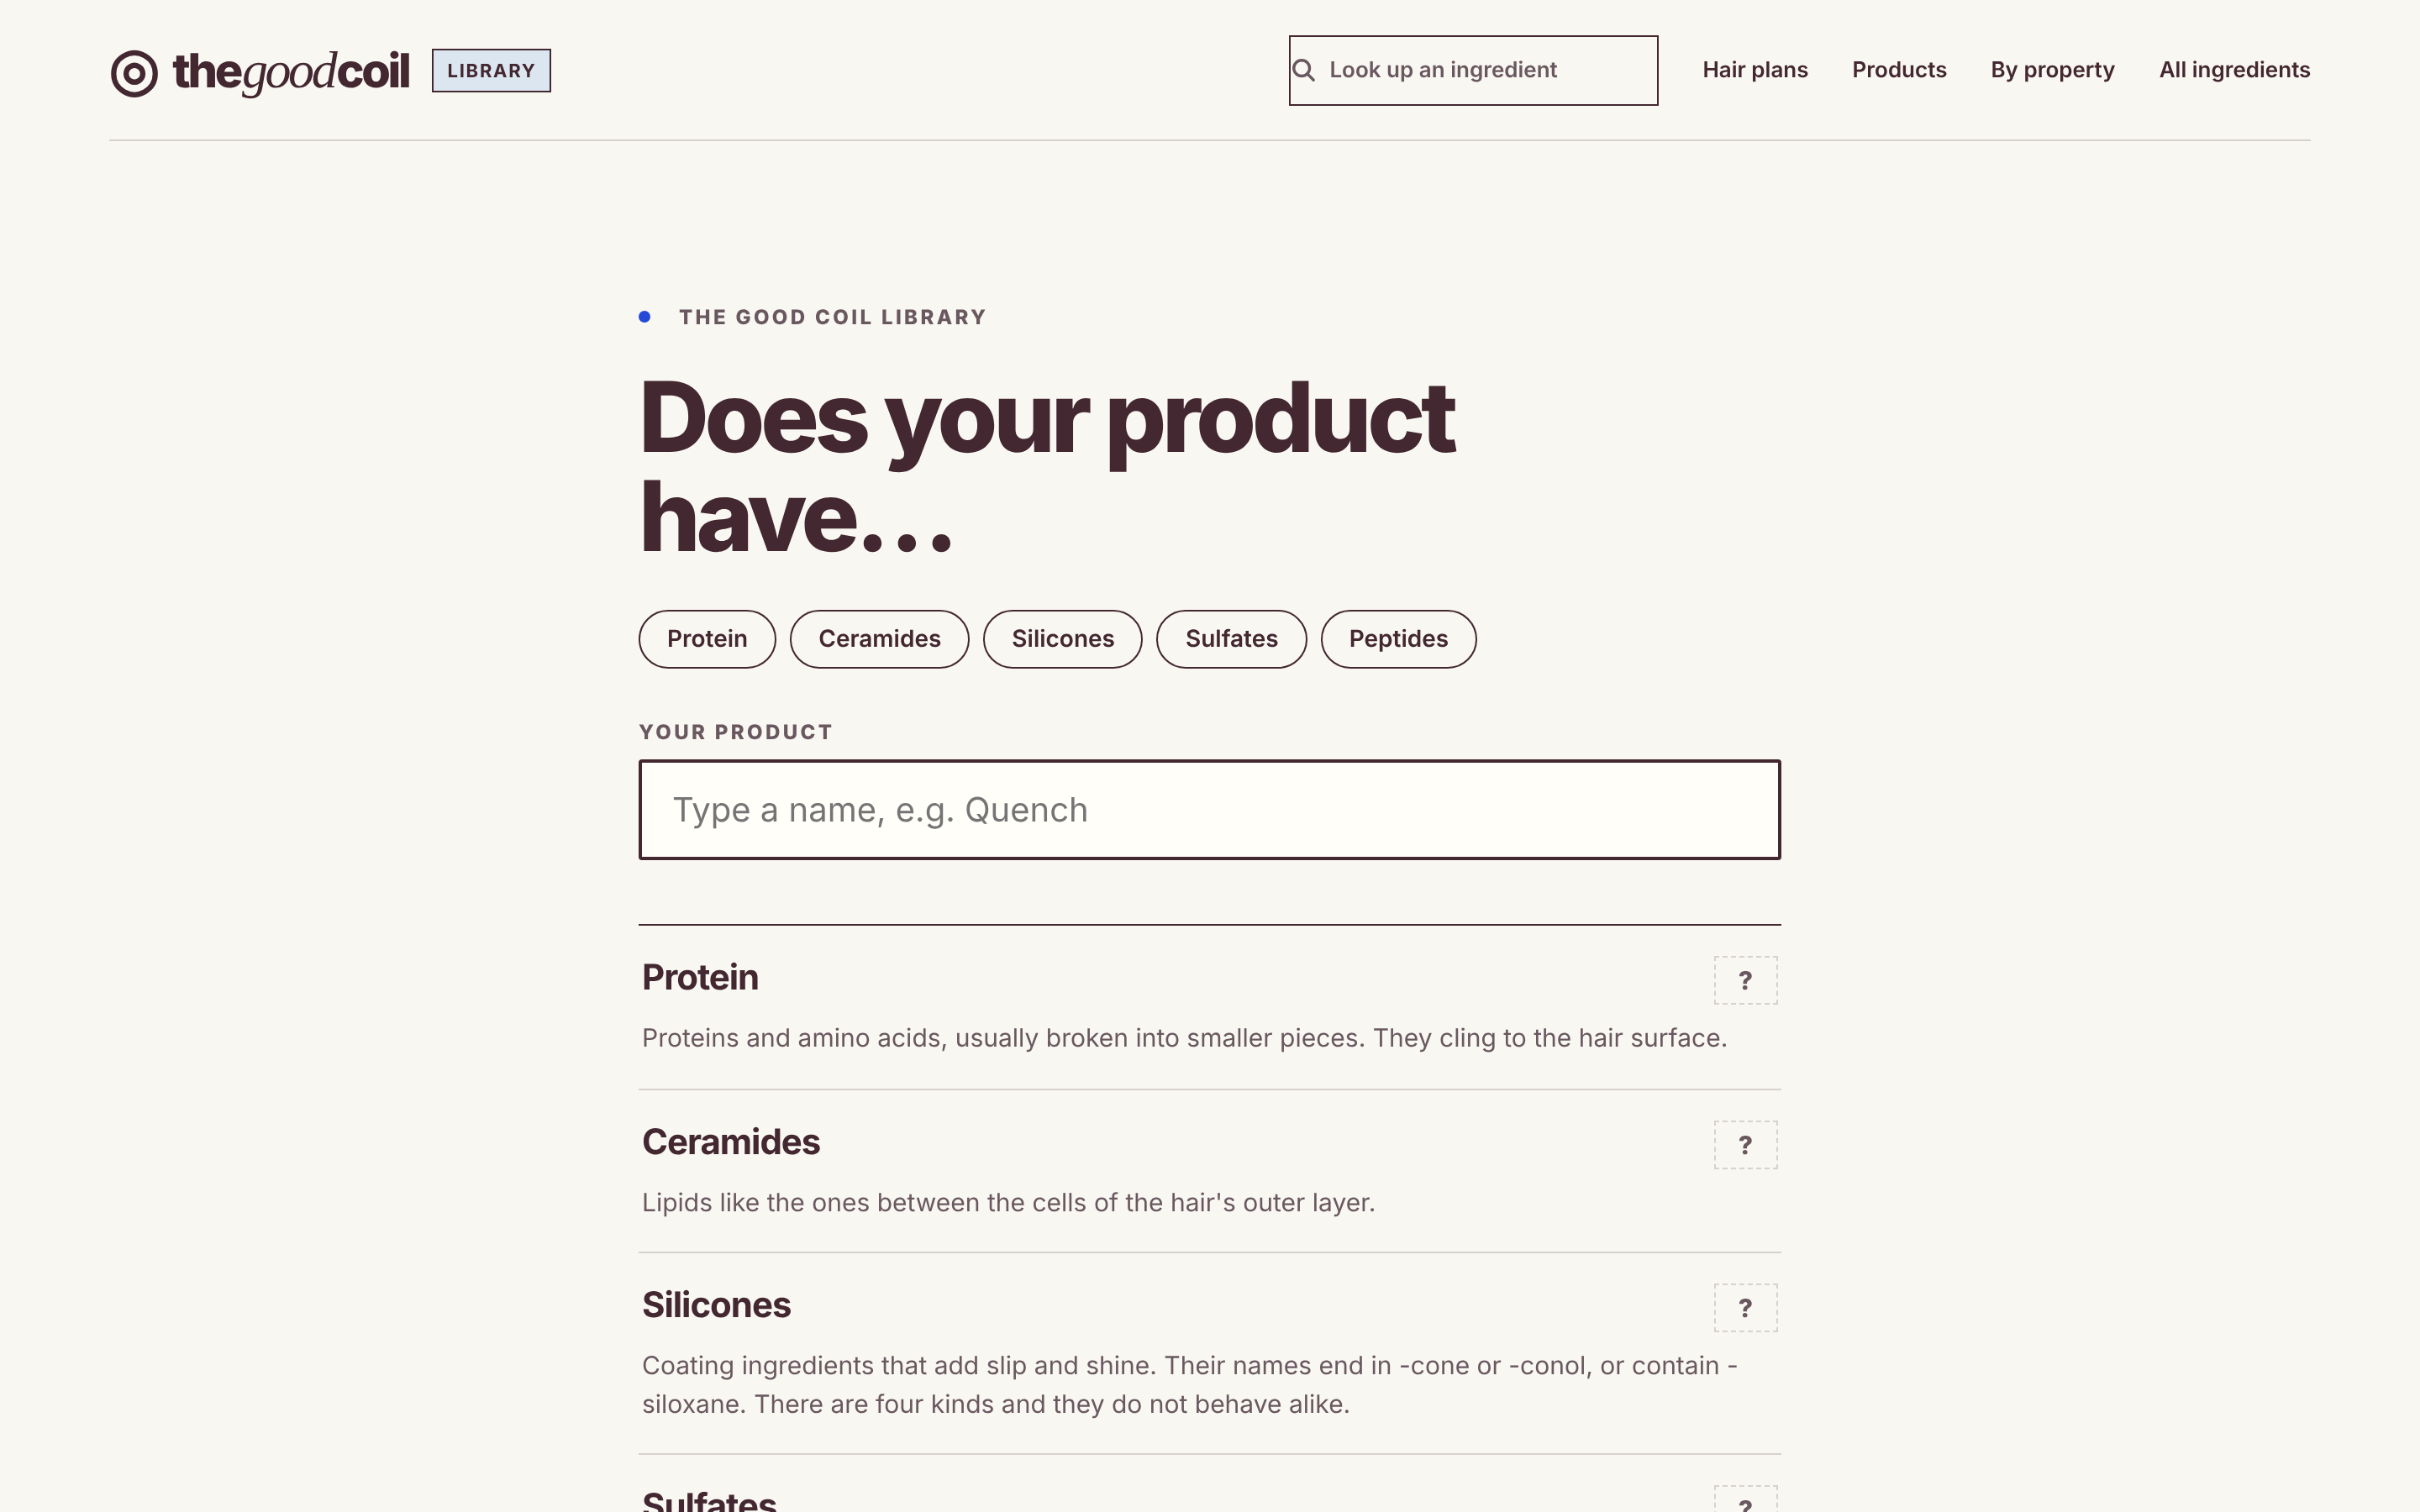 thegoodcoil LIBRARY
Look up an ingredient
Hair plans Products By property All ingredients
THE GOOD COIL LIBRARY
Does your product
have...
Protein Ceramides Silicones Sulfates Peptides
YOUR PRODUCT
Type a name, e.g. Quench
Protein ?
Proteins and amino acids, usually broken into smaller pieces. They cling to the hair surface.
Ceramides ?
Lipids like the ones between the cells of the hair's outer layer.
Silicones ?
Coating ingredients that add slip and shine. Their names end in -cone or -conol, or contain -
siloxane. There are four kinds and they do not behave alike.
Sulfates ?